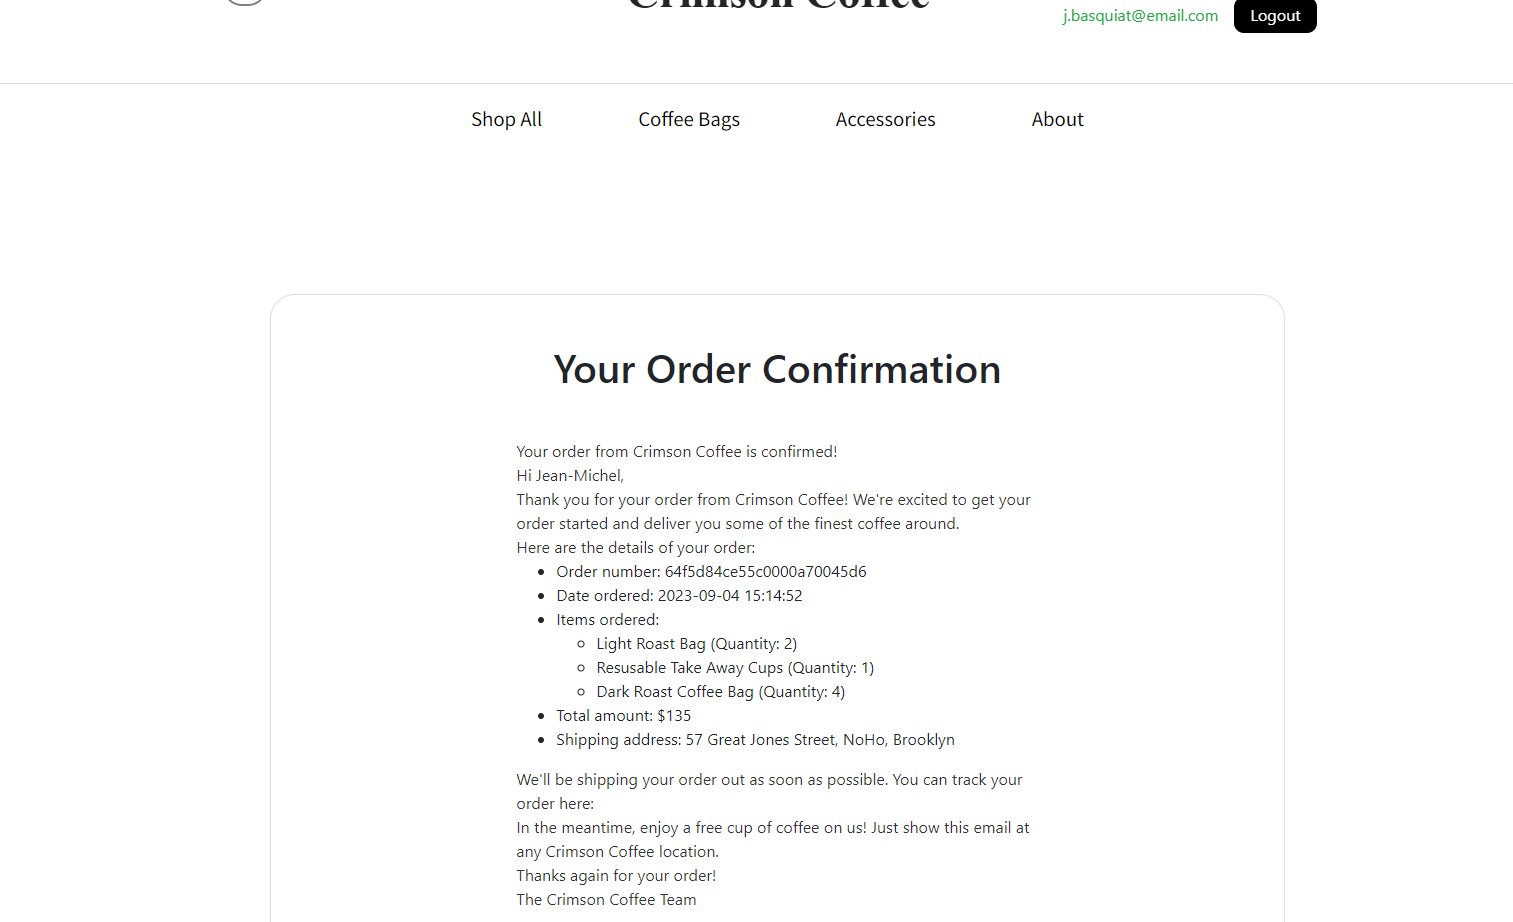 Crimson Coffee
j.basquiat@email.com Logout
Shop All Coffee Bags Accessories About
Your Order Confirmation
Your order from Crimson Coffee is confirmed!
Hi Jean-Michel,
Thank you for your order from Crimson Coffee! We're excited to get your
order started and deliver you some of the finest coffee around.
Here are the details of your order:
Order number: 64f5d84ce55c0000a70045d6
Date ordered: 2023-09-04 15:14:52
Items ordered:
Light Roast Bag (Quantity: 2)
Resusable Take Away Cups (Quantity: 1)
Dark Roast Coffee Bag (Quantity: 4)
Total amount: $135
Shipping address: 57 Great Jones Street, NoHo, Brooklyn
We'll be shipping your order out as soon as possible. You can track your
order here:
In the meantime, enjoy a free cup of coffee on us! Just show this email at
any Crimson Coffee location.
Thanks again for your order!
The Crimson Coffee Team